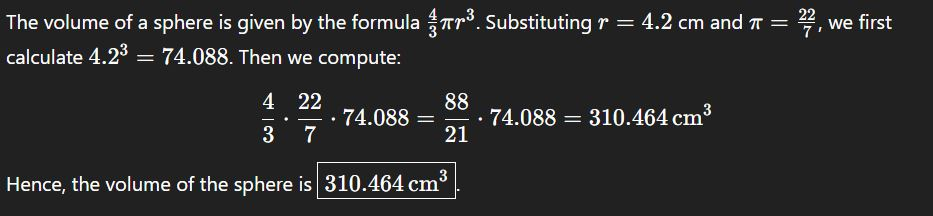 The volume of a sphere is given by the formula $\frac{4}{3}\pi r^3$. Substituting $r = 4.2$ cm and $\pi = \frac{22}{7}$, we first
calculate $4.2^3 = 74.088$. Then we compute:
$\frac{4}{3} \cdot \frac{22}{7} \cdot 74.088 = \frac{88}{21} \cdot 74.088 = 310.464 \, \text{cm}^3$
Hence, the volume of the sphere is $\boxed{310.464 \, \text{cm}^3}$.